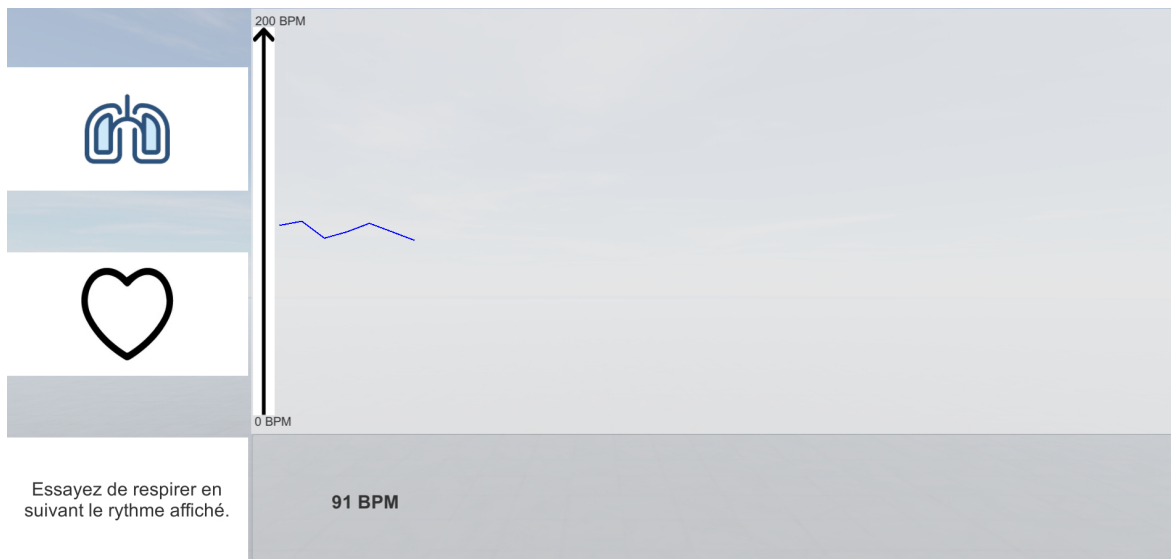 200 BPM
0 BPM
Essayez de respirer en
suivant le rythme affiché.
91 BPM